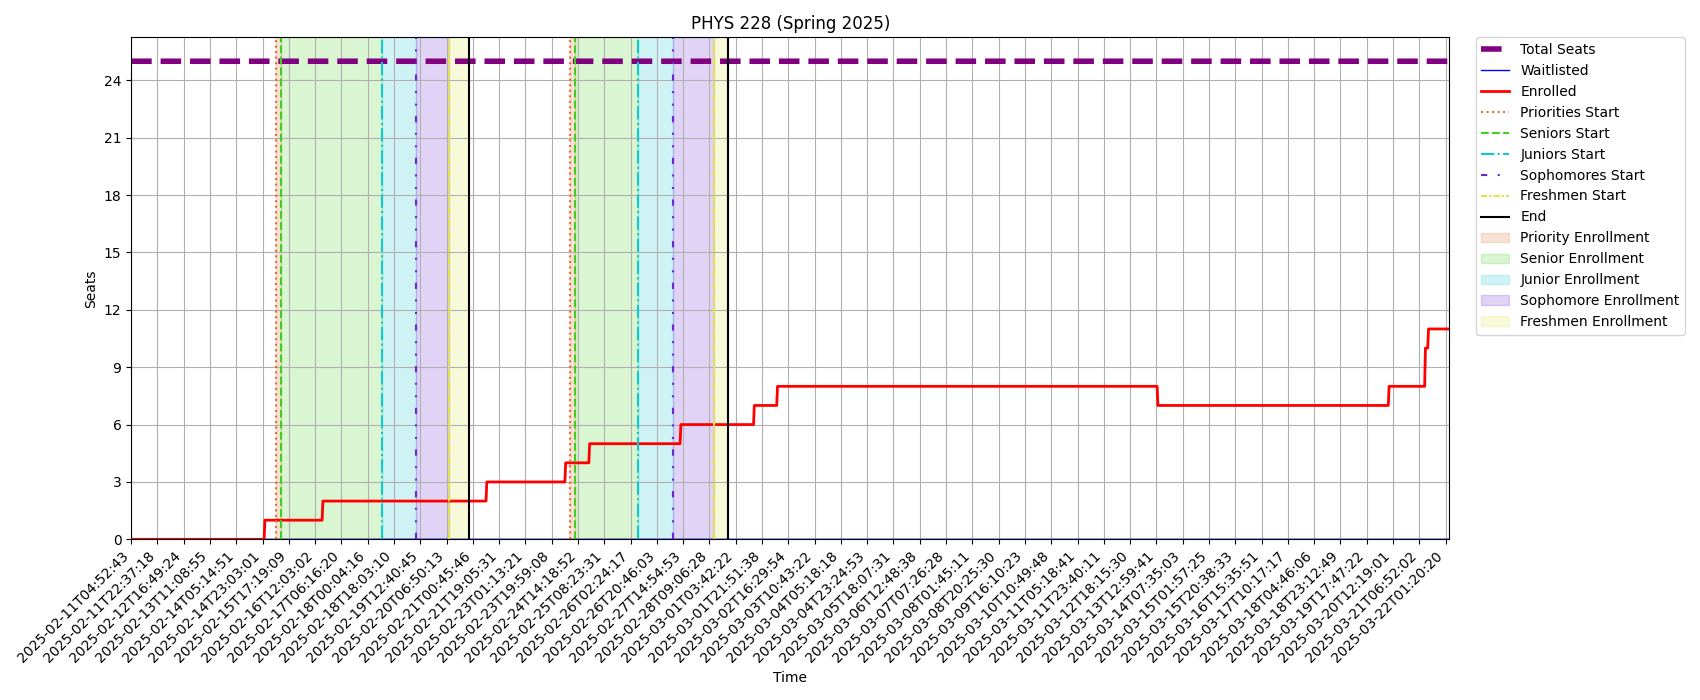 PHYS 228 (Spring 2025)
Seats
24
21
18
15
12
9
6
3
0
2025-02-11T04:52:43
2025-02-11T22:37:18
2025-02-12T16:49:24
2025-02-13T11:08:55
2025-02-14T05:14:51
2025-02-14T23:03:01
2025-02-15T17:19:09
2025-02-16T12:03:02
2025-02-17T06:16:20
2025-02-18T00:04:16
2025-02-18T18:03:10
2025-02-19T12:40:45
2025-02-20T06:50:13
2025-02-21T00:45:46
2025-02-21T19:05:31
2025-02-23T01:13:21
2025-02-23T19:59:08
2025-02-24T14:18:52
2025-02-25T08:23:31
2025-02-26T02:24:17
2025-02-26T20:46:03
2025-02-27T14:54:53
2025-02-28T09:06:28
2025-03-01T03:42:22
2025-03-01T21:51:38
2025-03-02T16:29:54
2025-03-03T10:43:22
2025-03-04T05:18:18
2025-03-04T23:24:53
2025-03-05T18:07:31
2025-03-06T12:48:38
2025-03-07T07:26:28
2025-03-08T01:45:11
2025-03-08T20:25:30
2025-03-09T16:10:23
2025-03-10T10:49:48
2025-03-11T05:18:41
2025-03-11T23:40:11
2025-03-12T18:15:30
2025-03-13T12:59:41
2025-03-14T07:35:03
2025-03-15T01:57:25
2025-03-15T20:38:33
2025-03-16T15:35:51
2025-03-17T10:17:17
2025-03-18T04:46:06
2025-03-18T23:12:49
2025-03-19T17:47:22
2025-03-20T12:19:01
2025-03-21T06:52:02
2025-03-22T01:20:20
Time
Total Seats
Waitlisted
Enrolled
Priorities Start
Seniors Start
Juniors Start
Sophomores Start
Freshmen Start
End
Priority Enrollment
Senior Enrollment
Junior Enrollment
Sophomore Enrollment
Freshmen Enrollment